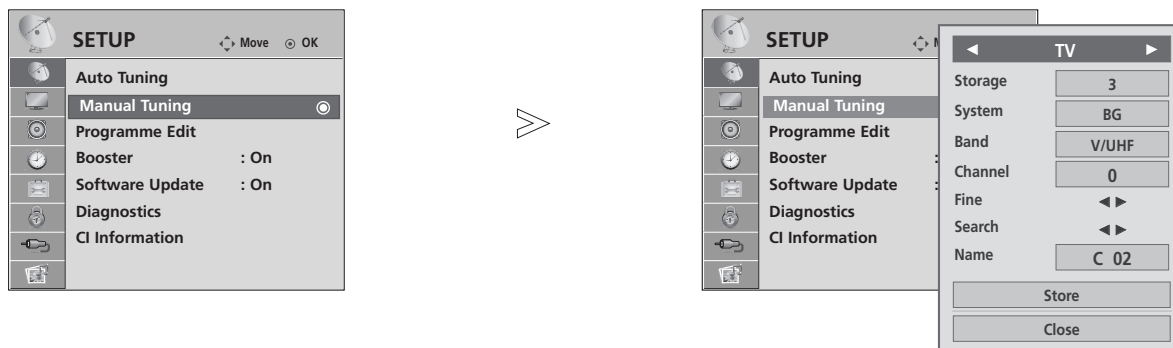 SETUP Move OK
Auto Tuning
Manual Tuning
Programme Edit
Booster : On
Software Update : On
Diagnostics
CI Information
SETUP
Auto Tuning
Manual Tuning
Programme Edit
Booster :
Software Update :
Diagnostics
CI Information
◄ TV ►
Storage 3
System BG
Band V/UHF
Channel 0
Fine ◄ ►
Search ◄ ►
Name C 02
Store
Close